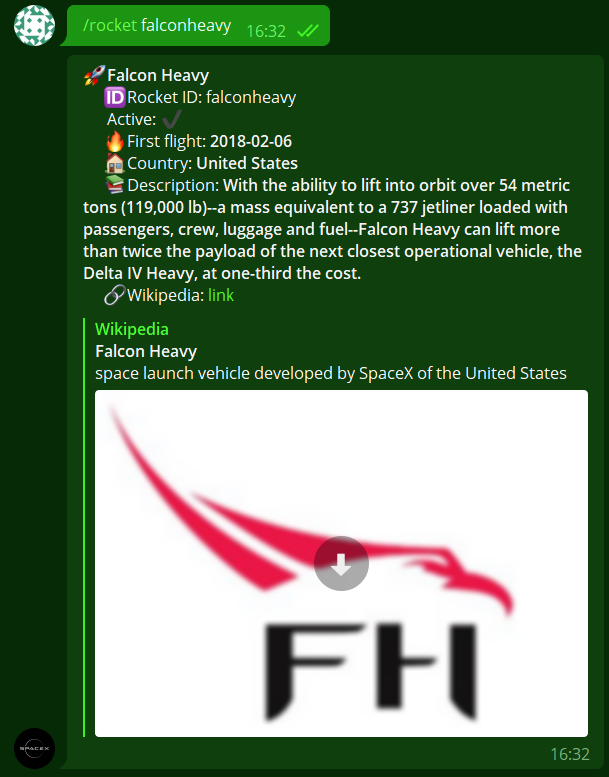 /rocket falconheavy 16:32
🚀Falcon Heavy
🆔Rocket ID: falconheavy
Active: ✔️
🔥First flight: 2018-02-06
🏠Country: United States
📚Description: With the ability to lift into orbit over 54 metric
tons (119,000 lb)--a mass equivalent to a 737 jetliner loaded with
passengers, crew, luggage and fuel--Falcon Heavy can lift more
than twice the payload of the next closest operational vehicle, the
Delta IV Heavy, at one-third the cost.
🔗Wikipedia: link
Wikipedia
Falcon Heavy
space launch vehicle developed by SpaceX of the United States
FH
SPACEX
16:32